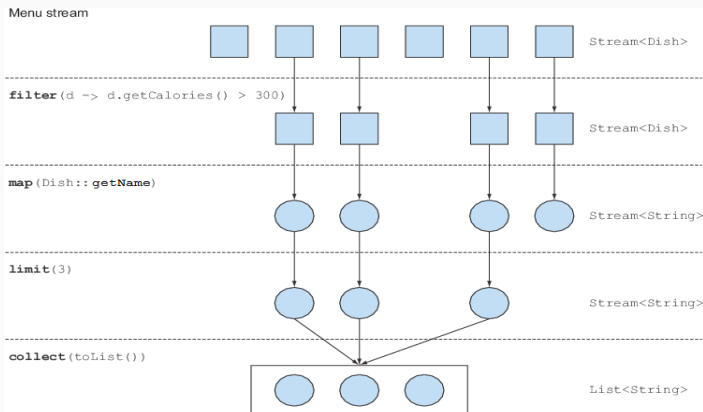 Menu stream
Stream<Dish>
filter(d -> d.getCalories() > 300)
Stream<Dish>
map(Dish::getName)
Stream<String>
limit(3)
Stream<String>
collect(toList())
List<String>